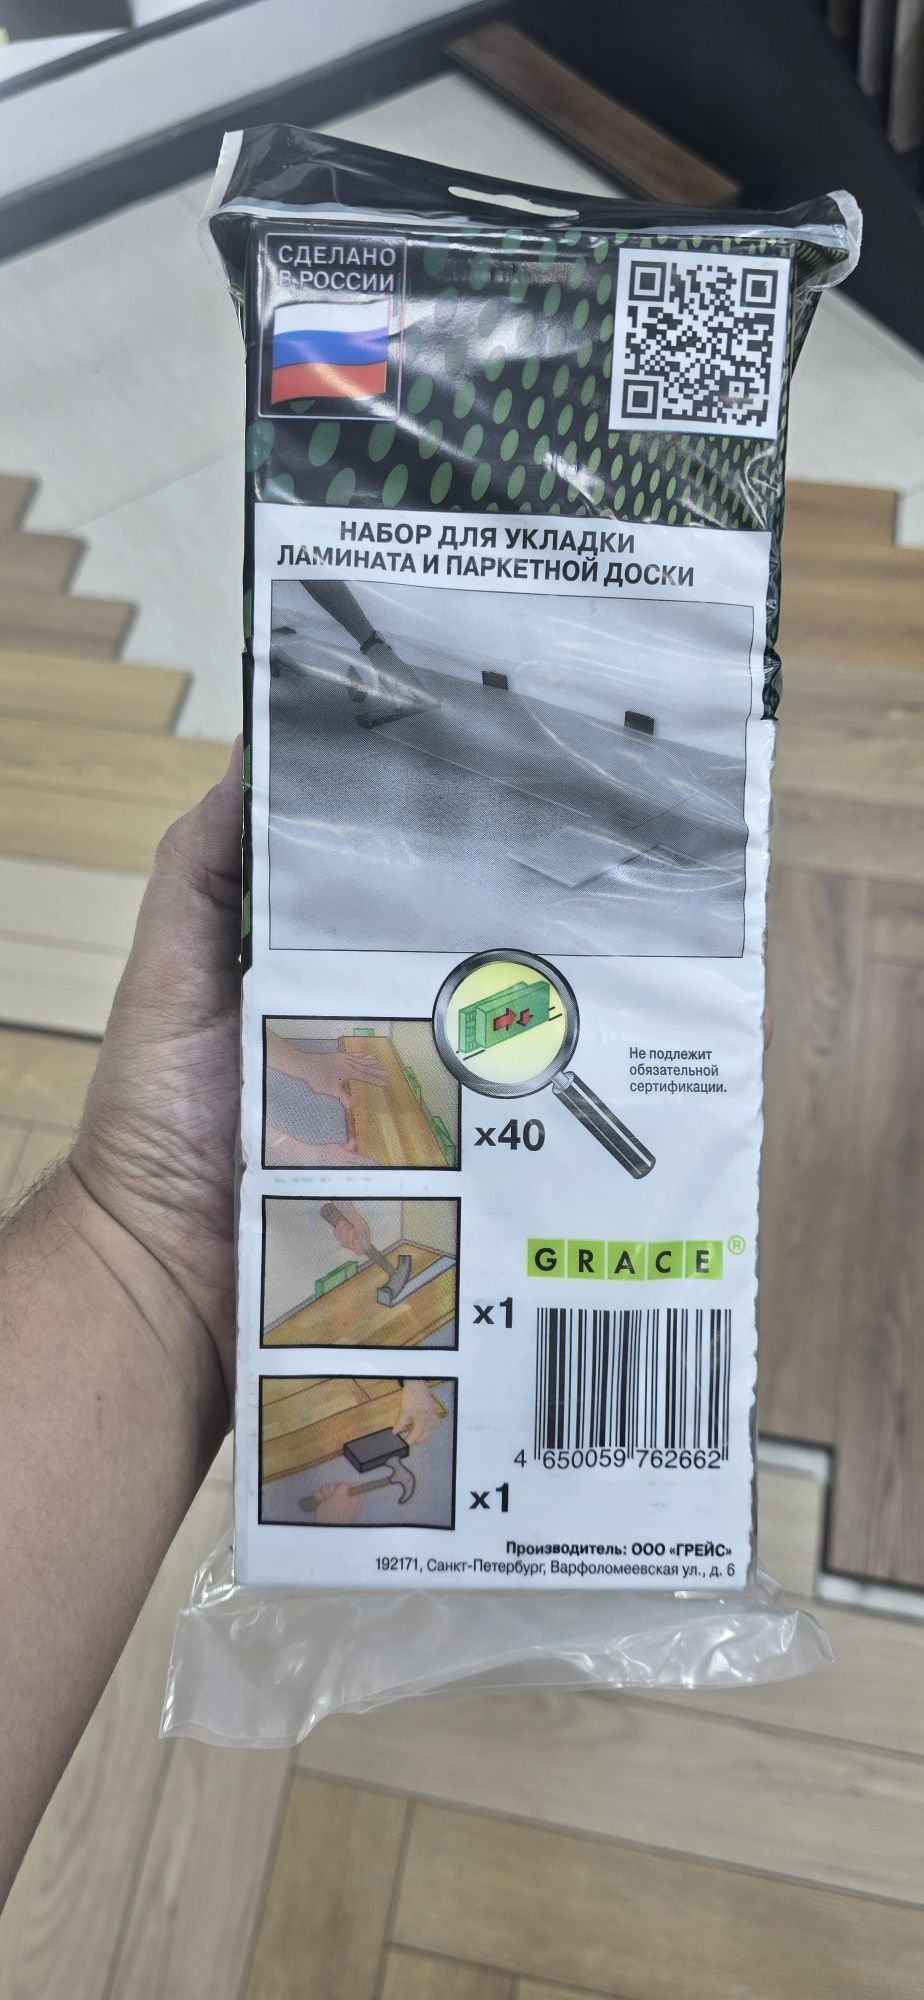 СДЕЛАНО
В РОССИИ
НАБОР ДЛЯ УКЛАДКИ
ЛАМИНАТА И ПАРКЕТНОЙ ДОСКИ
Не подлежит
обязательной
сертификации.
x40
GRACE®
x1
4 650059 762662
x1
Производитель: ООО «ГРЕЙС»
192171, Санкт-Петербург, Варфоломеевская ул., д. 6